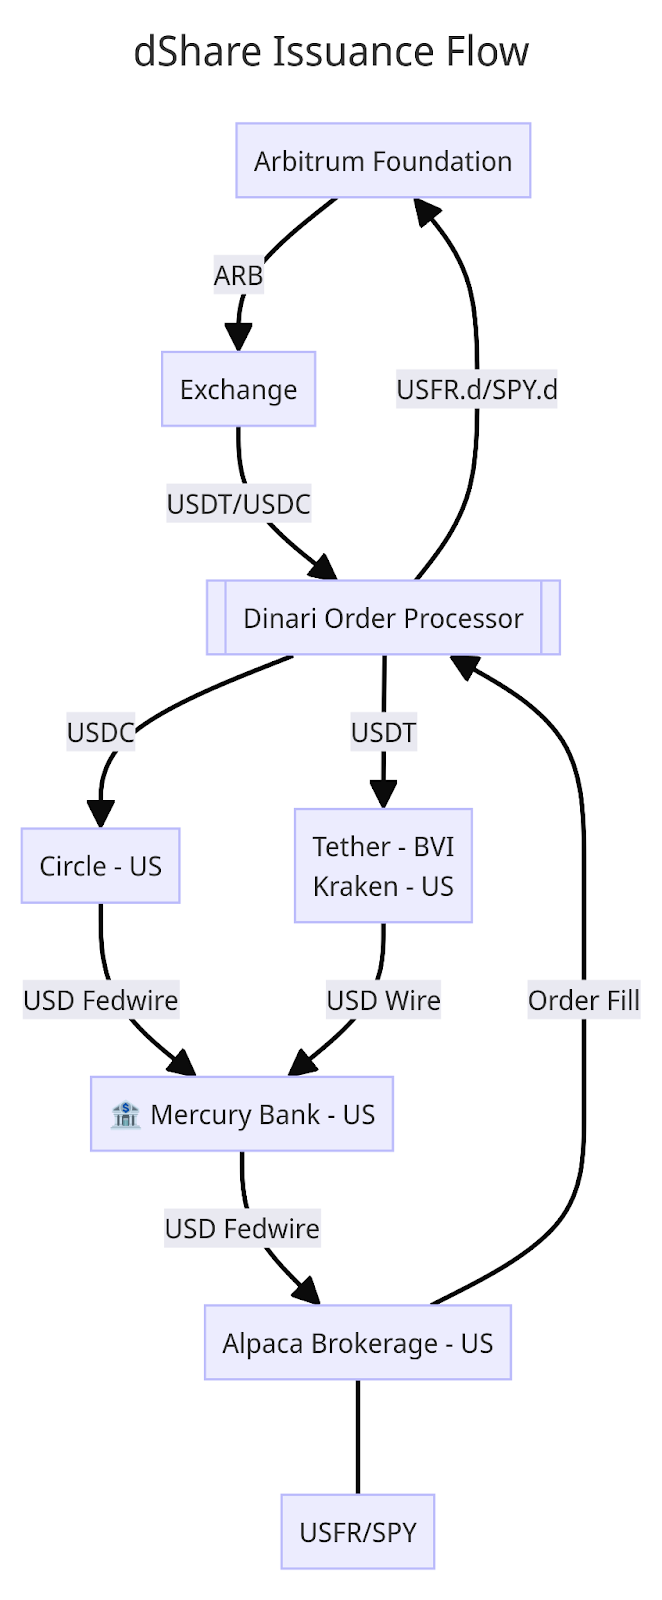 dShare Issuance Flow
Arbitrum Foundation
ARB
Exchange
USFR.d/SPY.d
USDT/USDC
Dinari Order Processor
USDC
USDT
Circle - US
Tether - BVI
Kraken - US
USD Fedwire
USD Wire
Order Fill
Mercury Bank - US
USD Fedwire
Alpaca Brokerage - US
USFR/SPY